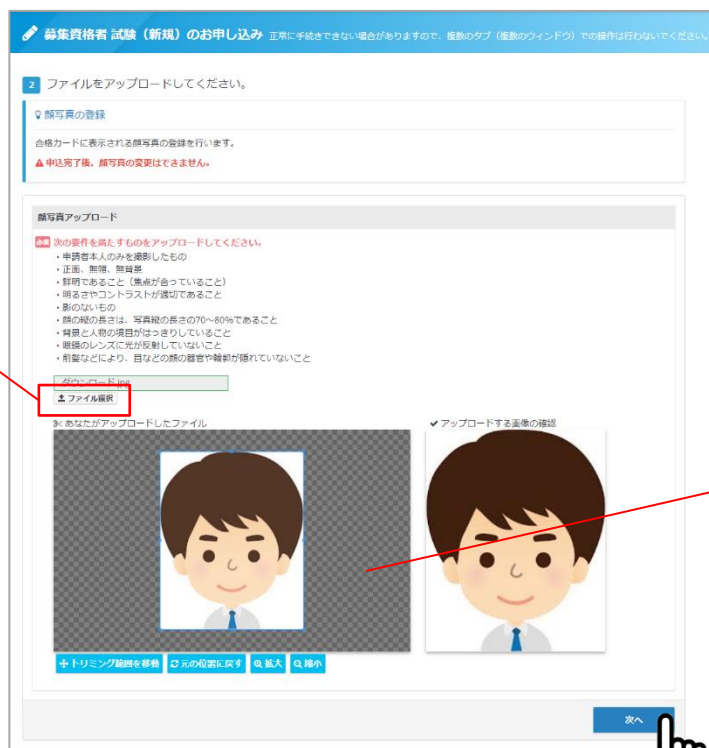 募集資格者 試験（新規）のお申し込み 正常に手続きできない場合がありますので、複数のタブ（複数のウィンドウ）での操作は行わないでください。
2 ファイルをアップロードしてください。
顔写真の登録
合格カードに表示される顔写真の登録を行います。
申込完了後、顔写真の変更はできません。
顔写真アップロード
必須 次の要件を満たすものをアップロードしてください。
・申請者本人のみを撮影したもの
・正面、無帽、無背景
・鮮明であること（焦点が合っていること）
・明るさやコントラストが適切であること
・影のないもの
・顔の縦の長さは、写真縦の長さの70～80%であること
・背景と人物の境目がはっきりしていること
・眼鏡のレンズに光が反射していないこと
・前髪などにより、目などの顔の器官や輪郭が隠れていないこと
ダウンロード.jpg
ファイル選択
あなたがアップロードしたファイル
アップロードする画像の確認
トリミング範囲を移動 元の位置に戻す 拡大 縮小
次へ